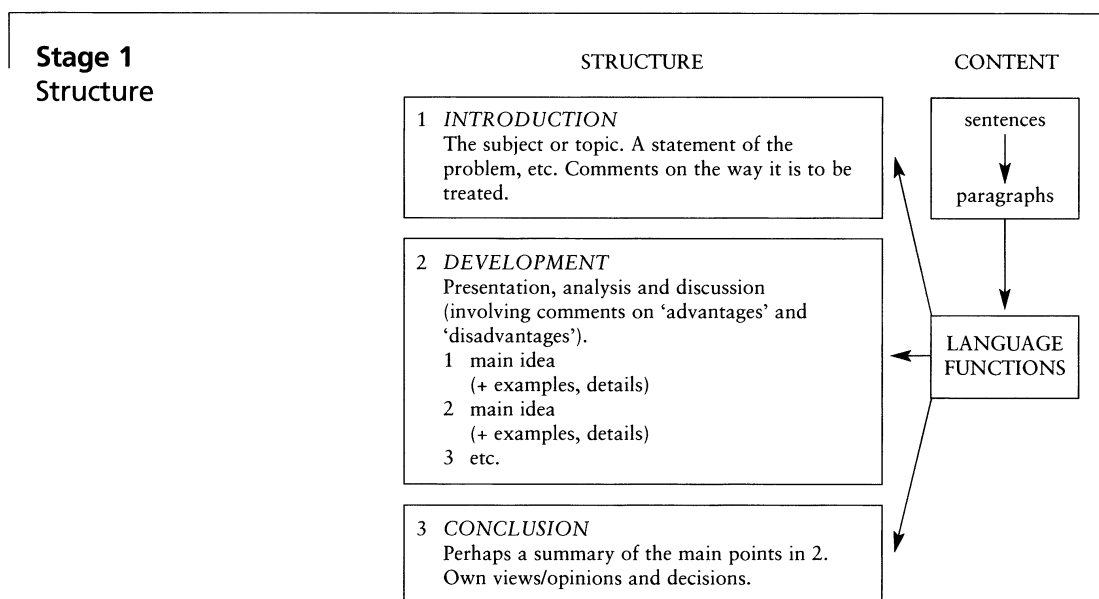 Stage 1
Structure
STRUCTURE
CONTENT
1 INTRODUCTION
The subject or topic. A statement of the
problem, etc. Comments on the way it is to be
treated.
sentences
paragraphs
2 DEVELOPMENT
Presentation, analysis and discussion
(involving comments on ‘advantages’ and
‘disadvantages’).
1 main idea
(+ examples, details)
2 main idea
(+ examples, details)
3 etc.
LANGUAGE
FUNCTIONS
3 CONCLUSION
Perhaps a summary of the main points in 2.
Own views/opinions and decisions.